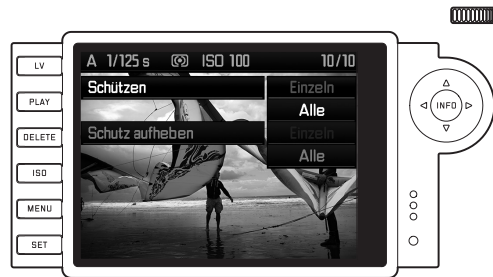 LV
PLAY
DELETE
ISO
MENU
SET
A 1/125 s ISO 100 10/10
Schützen Einzeln
Alle
Schutz aufheben Einzeln
Alle
INFO